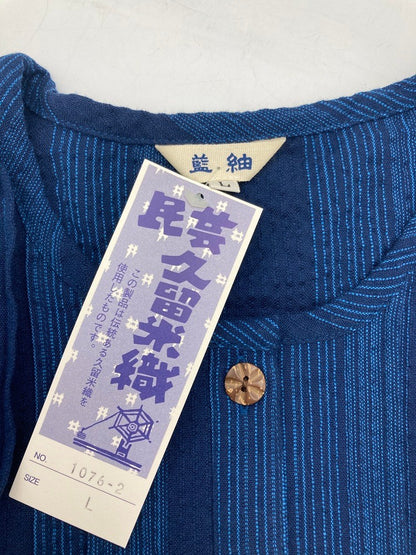 藍紬
L
民芸
久留米織
この製品は伝統ある久留米織を
使用したものです。
NO. 1076-2
SIZE L